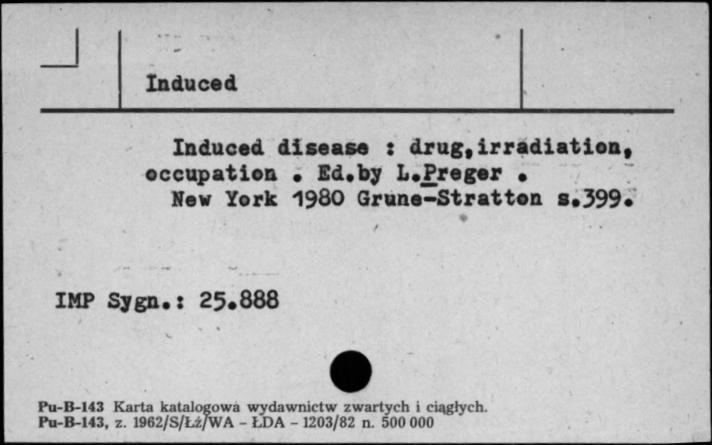 Induced
Induced disease : drug,irradiation,
occupation . Ed.by L.Preger .
New York 1980 Grune-Stratton s.399.
IMP Sygn.: 25.888
Pu-B-143 Karta katalogowa wydawnictw zwartych i ciągłych.
Pu-B-143, z. 1962/S/Łż/WA - ŁDA - 1203/82 n. 500 000